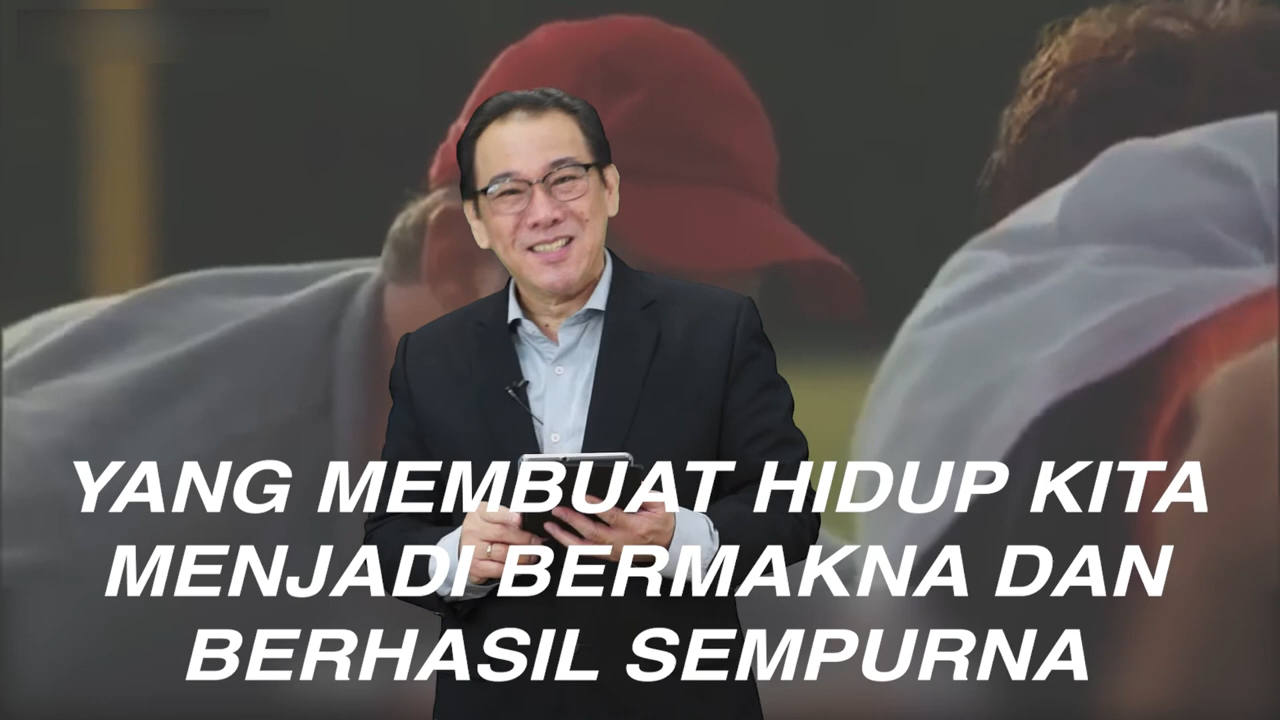 YANG MEMBUAT HIDUP KITA
MENJADI BERMAKNA DAN
BERHASIL SEMPURNA